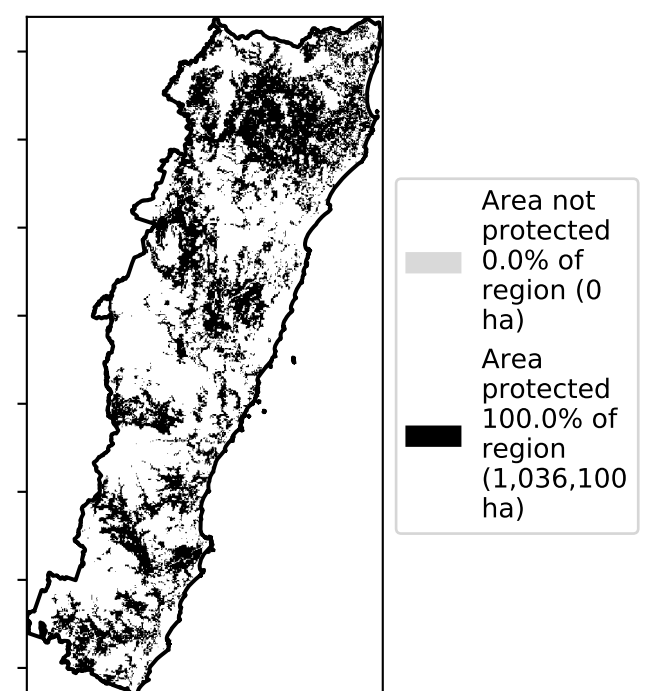 Area not
protected
0.0% of
region (0
ha)
Area
protected
100.0% of
region
(1,036,100
ha)